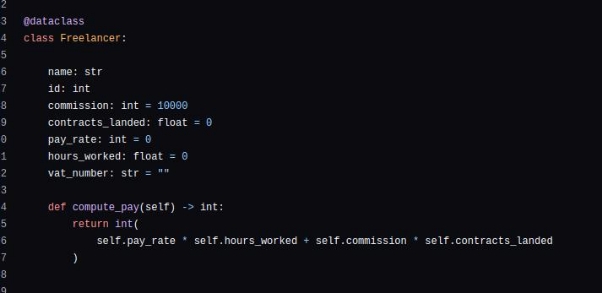 2
3 @dataclass
4 class Freelancer:
5
6 name: str
7 id: int
8 commission: int = 10000
9 contracts_landed: float = 0
0 pay_rate: int = 0
1 hours_worked: float = 0
2 vat_number: str = ""
3
4 def compute_pay(self) -> int:
5 return int(
6 self.pay_rate * self.hours_worked + self.commission * self.contracts_landed
7 )
8
9